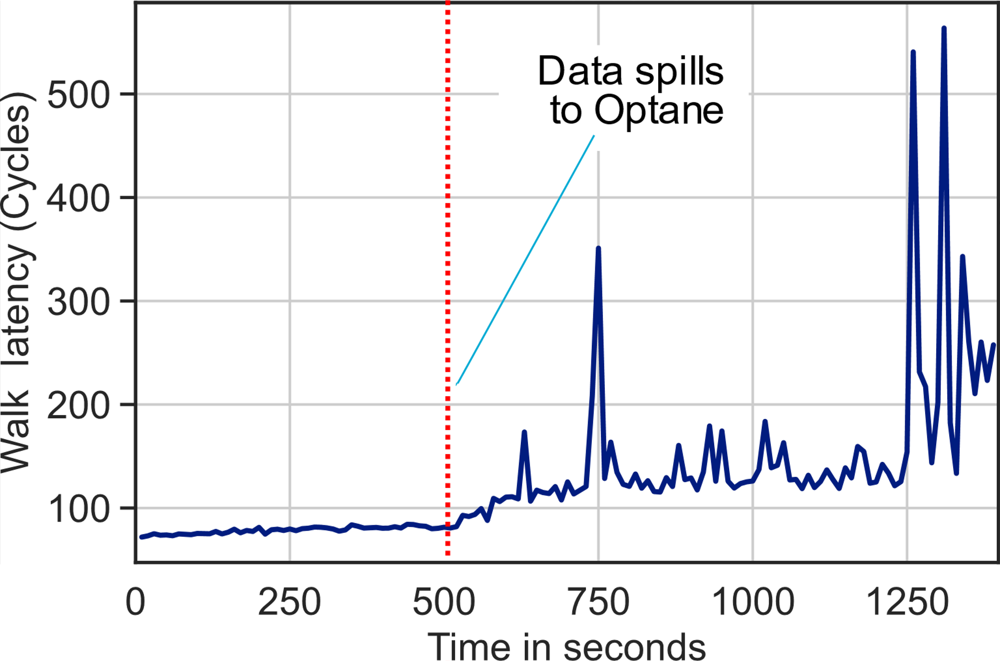 Walk latency (Cycles)
500
400
300
200
100
Data spills
to Optane
0 250 500 750 1000 1250
Time in seconds